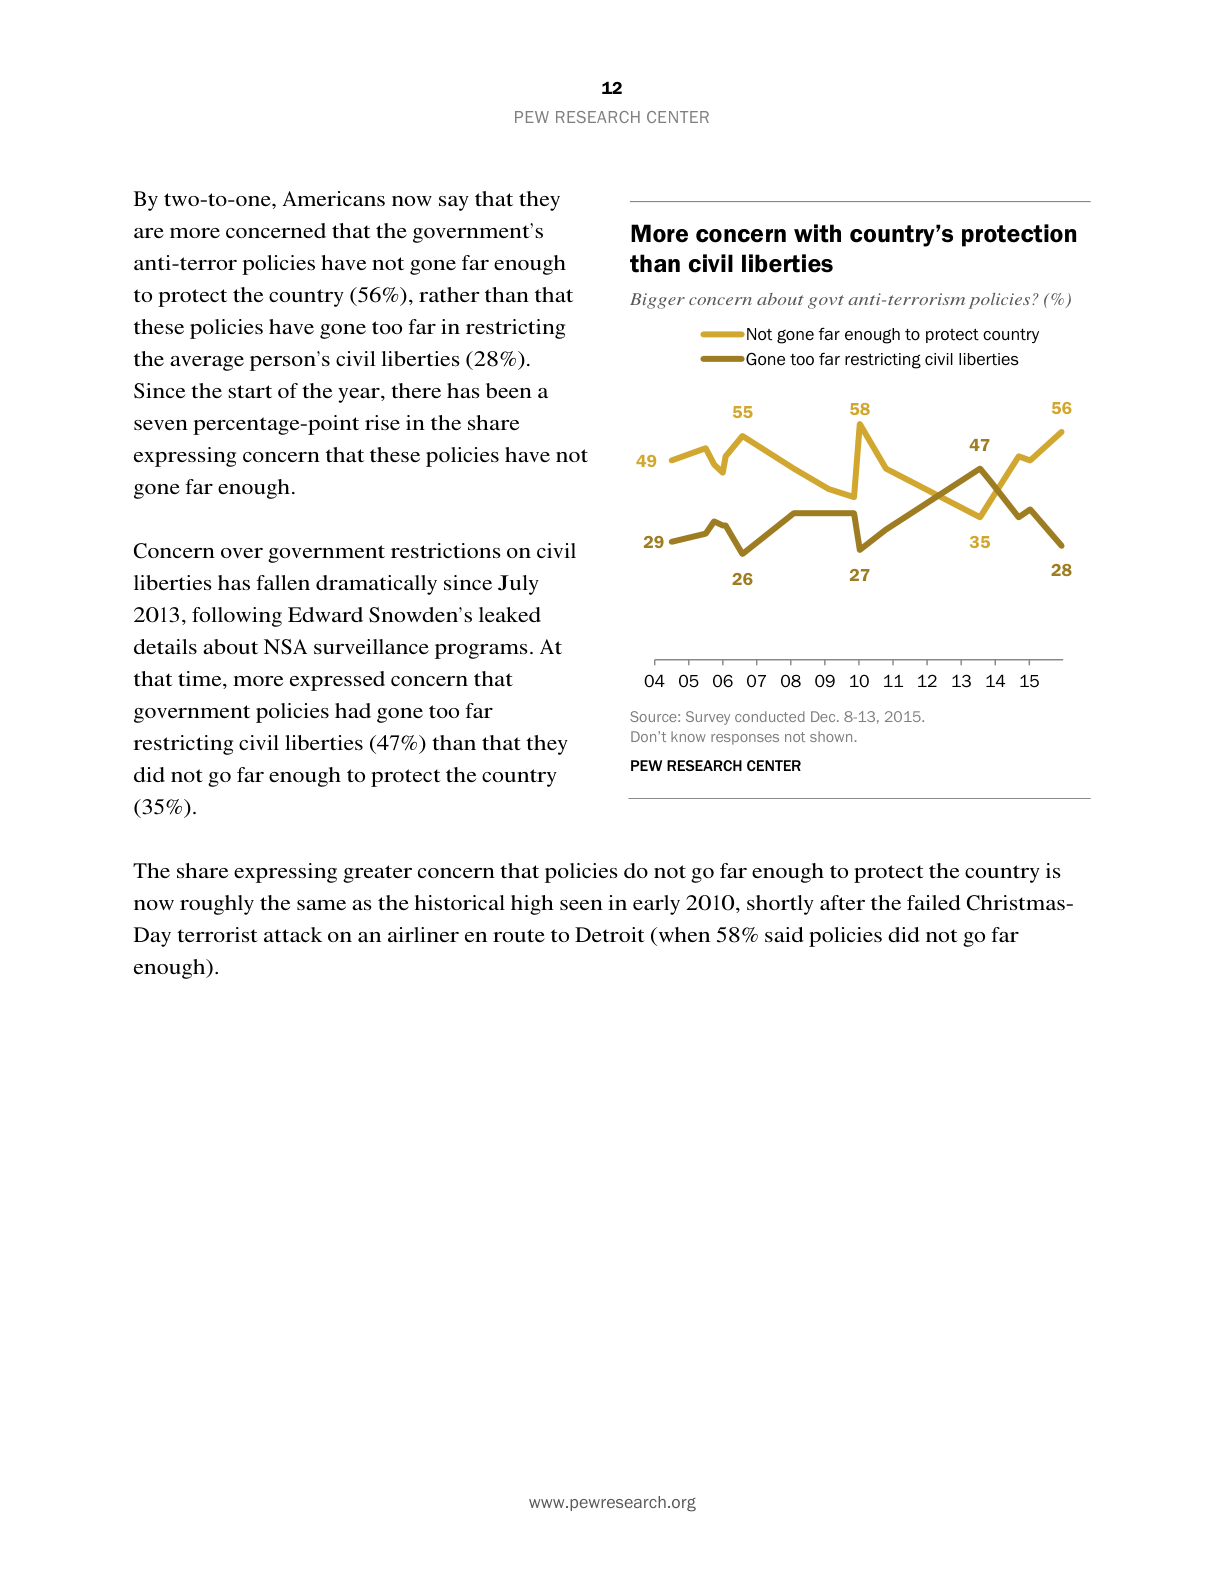 12
PEW RESEARCH CENTER
By two-to-one, Americans now say that they
are more concerned that the government’s
anti-terror policies have not gone far enough
to protect the country (56%), rather than that
these policies have gone too far in restricting
the average person’s civil liberties (28%).
Since the start of the year, there has been a
seven percentage-point rise in the share
expressing concern that these policies have not
gone far enough.
Concern over government restrictions on civil
liberties has fallen dramatically since July
2013, following Edward Snowden’s leaked
details about NSA surveillance programs. At
that time, more expressed concern that
government policies had gone too far
restricting civil liberties (47%) than that they
did not go far enough to protect the country
(35%).
More concern with country’s protection
than civil liberties
Bigger concern about govt anti-terrorism policies? (%)
Not gone far enough to protect country
Gone too far restricting civil liberties
55 58 56
47
49
29 35
26 27 28
04 05 06 07 08 09 10 11 12 13 14 15
Source: Survey conducted Dec. 8-13, 2015.
Don’t know responses not shown.
PEW RESEARCH CENTER
The share expressing greater concern that policies do not go far enough to protect the country is
now roughly the same as the historical high seen in early 2010, shortly after the failed Christmas-
Day terrorist attack on an airliner en route to Detroit (when 58% said policies did not go far
enough).
www.pewresearch.org